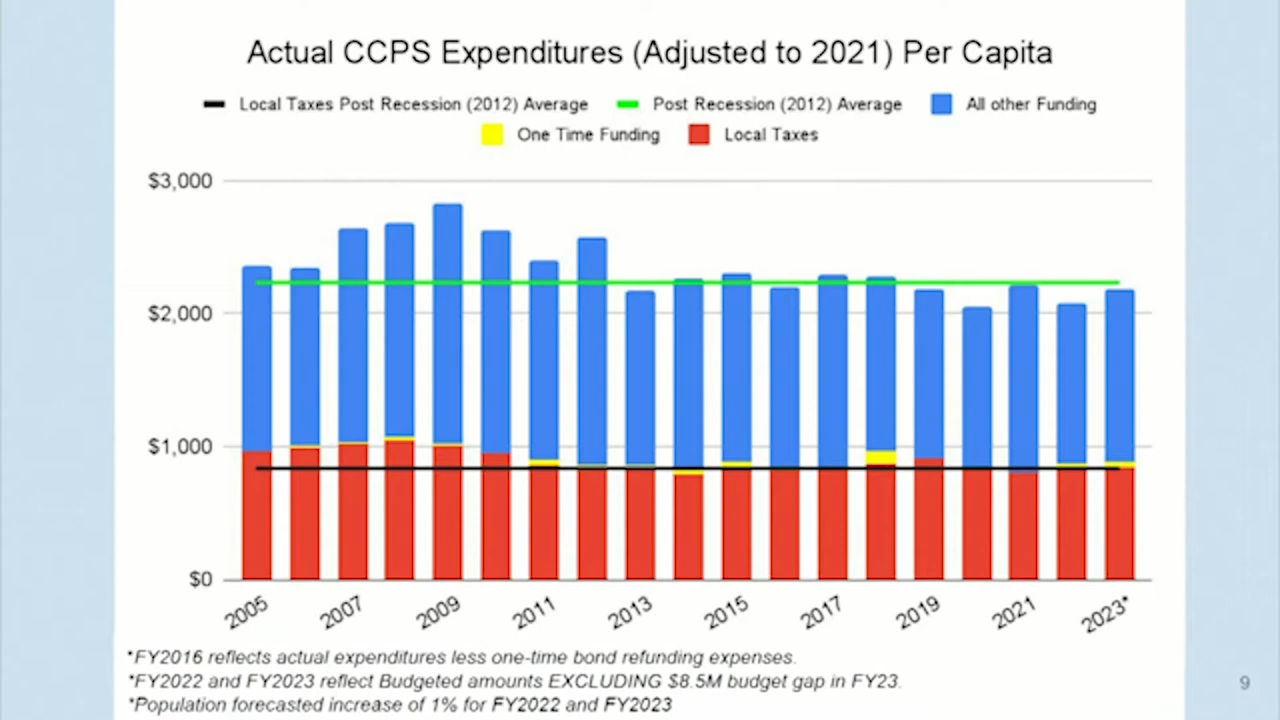 Actual CCPS Expenditures (Adjusted to 2021) Per Capita
Local Taxes Post Recession (2012) Average Post Recession (2012) Average All other Funding
One Time Funding Local Taxes
$3,000
$2,000
$1,000
$0
2005 2007 2009 2011 2013 2015 2017 2019 2021 2023*
*FY2016 reflects actual expenditures less one-time bond refunding expenses.
*FY2022 and FY2023 reflect Budgeted amounts EXCLUDING $8.5M budget gap in FY23.
*Population forecasted increase of 1% for FY2022 and FY2023
9